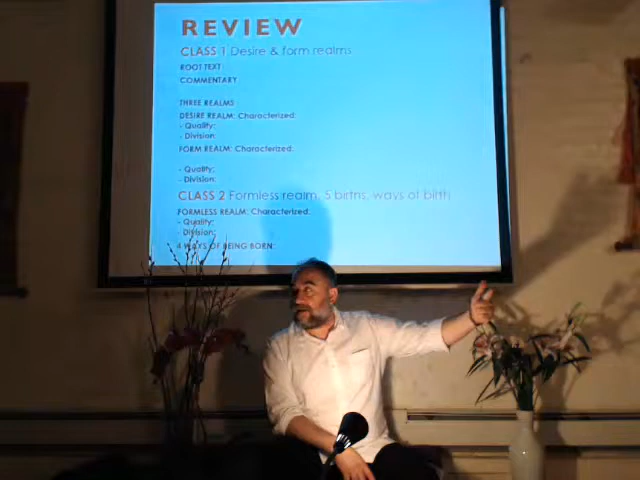 REVIEW
CLASS 1 Desire & form realms
ROOT TEXT
COMMENTARY
THREE REALMS
DESIRE REALM: Characterized:
- Quality:
- Division:
FORM REALM: Characterized:
- Quality:
- Division:
CLASS 2 Formless realm, 5 births, ways of birth
FORMLESS REALM: Characterized:
- Quality:
- Division:
4 WAYS OF BEING BORN: